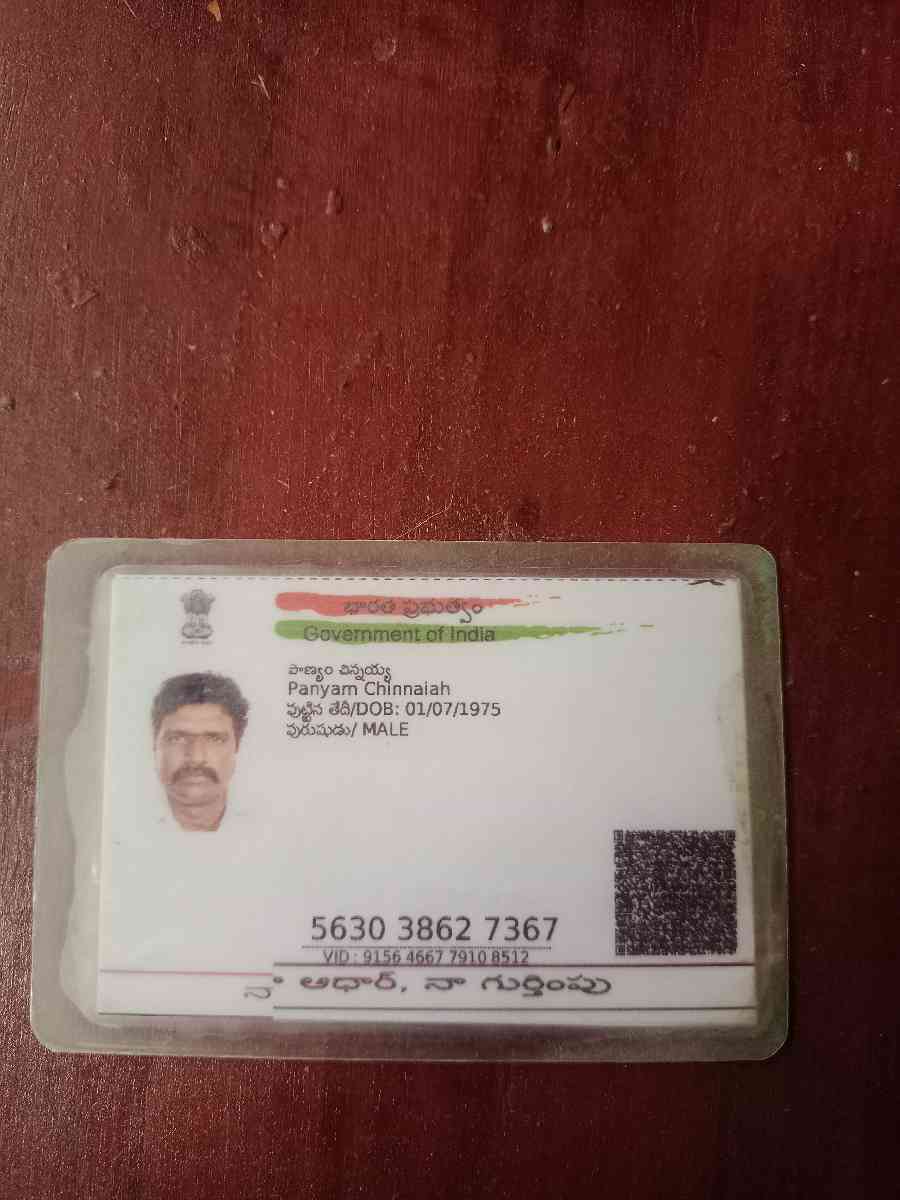 భారత ప్రభుత్వం
Government of India
పాణ్యం చిన్నయ్య
Panyam Chinnaiah
పుట్టిన తేదీ/DOB: 01/07/1975
పురుషుడు/ MALE
5630 3862 7367
VID : 9156 4667 7910 8512
నా ఆధార్, నా గుర్తింపు